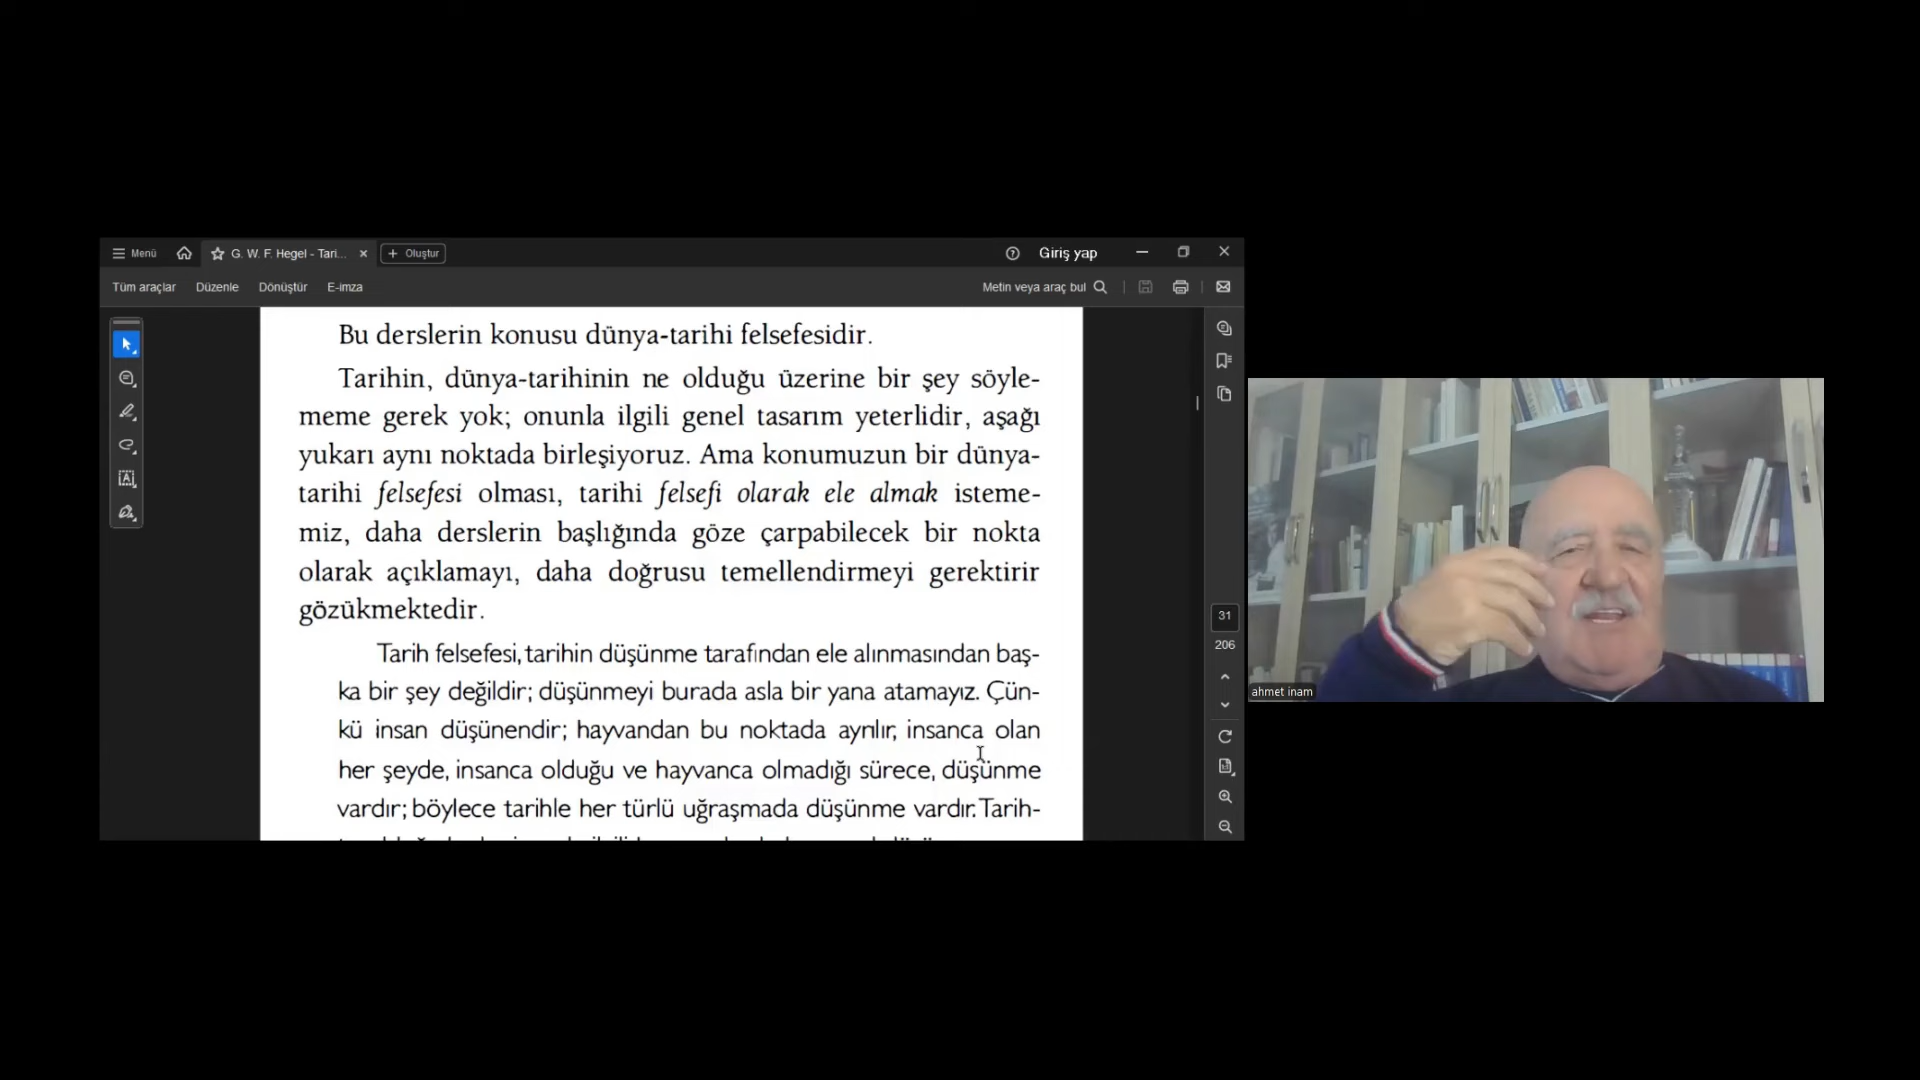 Menü
G. W. F. Hegel - Tari...
Oluştur
Giriş yap
Tüm araçlar
Düzenle
Dönüştür
E-imza
Metin veya araç bul
Bu derslerin konusu dünya-tarihi felsefesidir.
Tarihin, dünya-tarihinin ne olduğu üzerine bir şey söyle-
meme gerek yok; onunla ilgili genel tasarım yeterlidir, aşağı
yukarı aynı noktada birleşiyoruz. Ama konumuzun bir dünya-
tarihi felsefesi olması, tarihi felsefi olarak ele almak isteme-
miz, daha derslerin başlığında göze çarpabilecek bir nokta
olarak açıklamayı, daha doğrusu temellendirmeyi gerektirir
gözükmektedir.
Tarih felsefesi, tarihin düşünme tarafından ele alınmasından baş-
ka bir şey değildir; düşünmeyi burada asla bir yana atamayız. Çün-
kü insan düşünendir; hayvandan bu noktada ayrılır, insanca olan
her şeyde, insanca olduğu ve hayvanca olmadığı sürece, düşünme
vardır; böylece tarihle her türlü uğraşmada düşünme vardır. Tarih-
31
206
ahmet inam